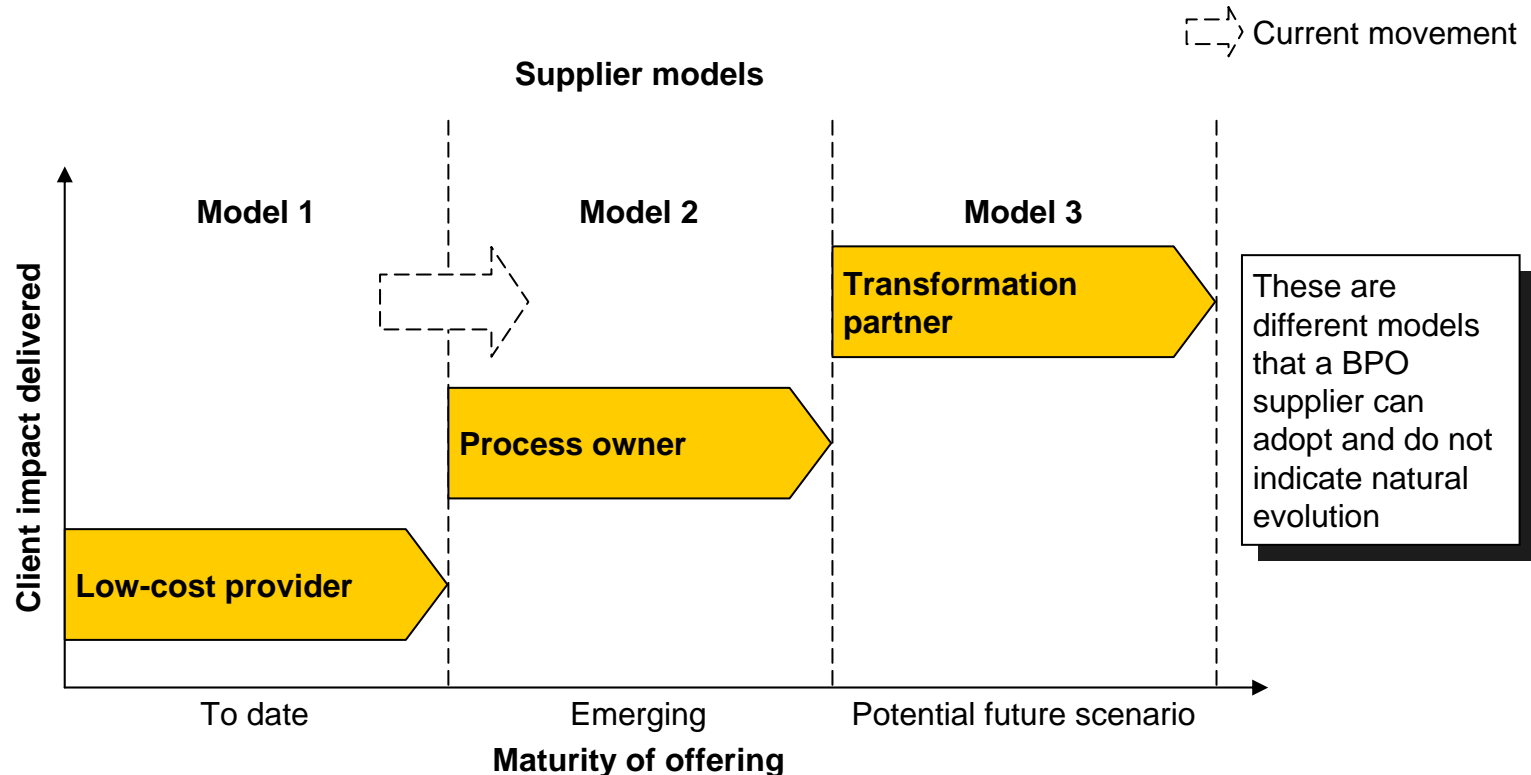 Current movement
Supplier models
Model 1
Model 2
Model 3
Client impact delivered
Transformation
partner
Process owner
Low-cost provider
These are
different models
that a BPO
supplier can
adopt and do not
indicate natural
evolution
To date
Emerging
Potential future scenario
Maturity of offering